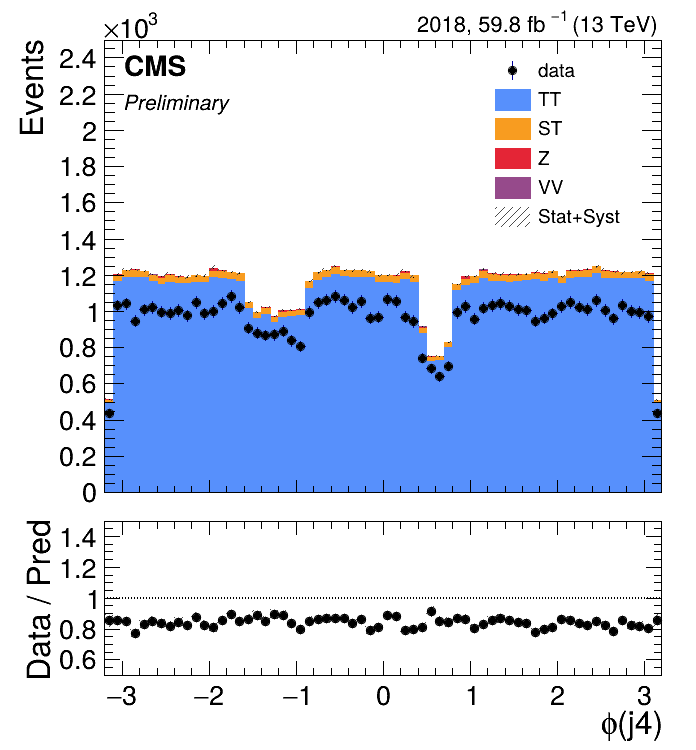 ×10³
2018, 59.8 fb⁻¹ (13 TeV)
Events
2.4
2.2
2
1.8
1.6
1.4
1.2
1
0.8
0.6
0.4
0.2
0
CMS
Preliminary
data
TT
ST
Z
VV
Stat+Syst
Data / Pred
1.4
1.2
1
0.8
0.6
−3 −2 −1 0 1 2 3
ϕ(j4)